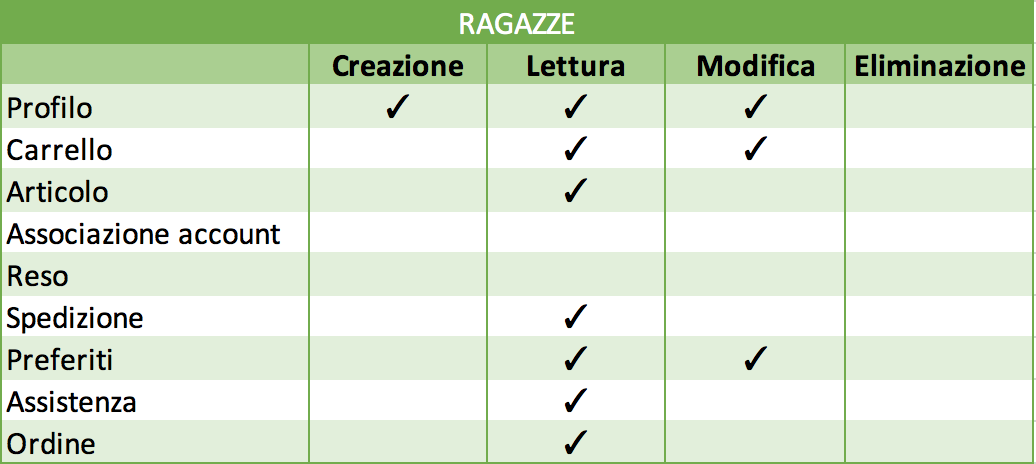 RAGAZZE
Creazione Lettura Modifica Eliminazione
Profilo ✓ ✓ ✓
Carrello ✓ ✓
Articolo ✓
Associazione account
Reso
Spedizione ✓
Preferiti ✓ ✓
Assistenza ✓
Ordine ✓